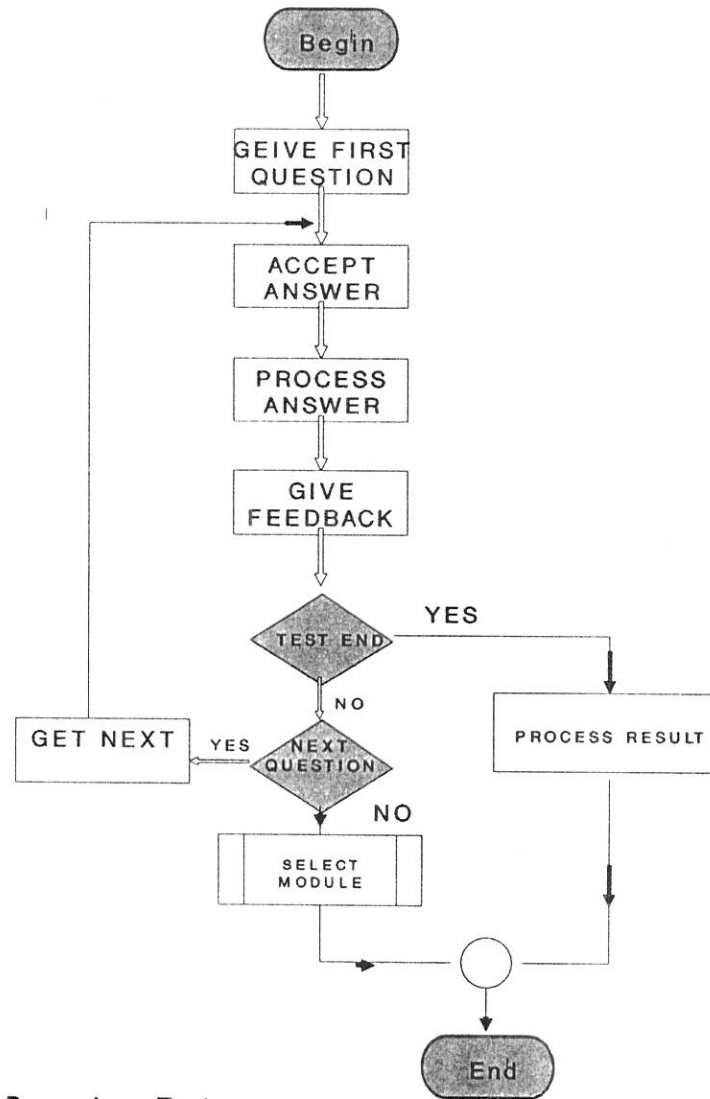 Begin
GEIVE FIRST
QUESTION
ACCEPT
ANSWER
PROCESS
ANSWER
GIVE
FEEDBACK
TEST END
YES
NO
GET NEXT
YES
NEXT
QUESTION
PROCESS RESULT
NO
SELECT
MODULE
End